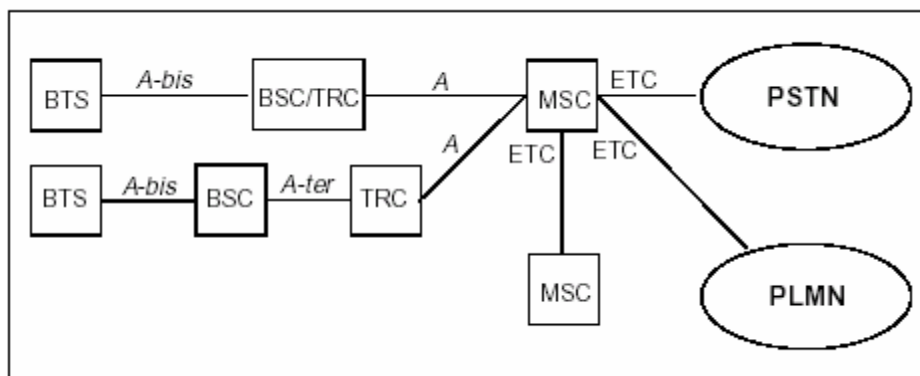 BTS A-bis BSC/TRC A MSC ETC PSTN
A ETC ETC
BTS A-bis BSC A-ter TRC
MSC PLMN